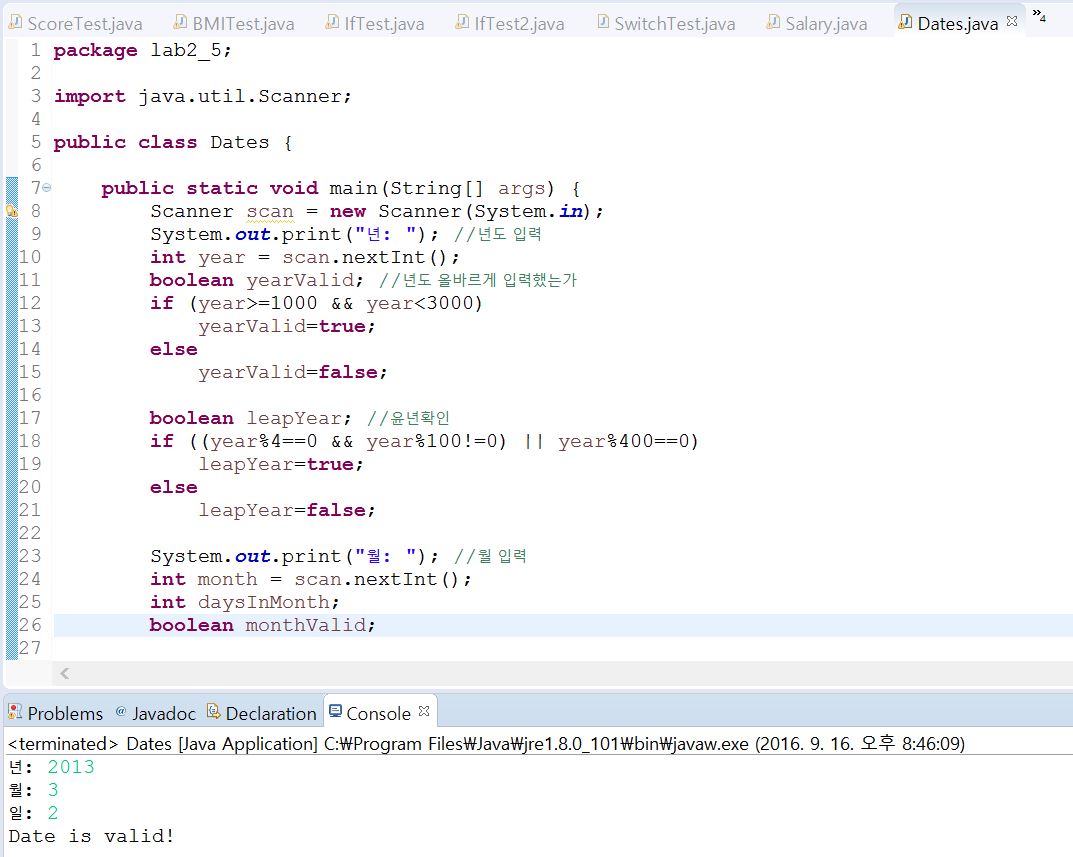 ScoreTest.java BMITest.java IfTest.java IfTest2.java SwitchTest.java Salary.java Dates.java »4
1 package lab2_5;
2
3 import java.util.Scanner;
4
5 public class Dates {
6
7 public static void main(String[] args) {
8 Scanner scan = new Scanner(System.in);
9 System.out.print("년: "); //년도 입력
10 int year = scan.nextInt();
11 boolean yearValid; //년도 올바르게 입력했는가
12 if (year>=1000 && year<3000)
13 yearValid=true;
14 else
15 yearValid=false;
16
17 boolean leapYear; //윤년확인
18 if ((year%4==0 && year%100!=0) || year%400==0)
19 leapYear=true;
20 else
21 leapYear=false;
22
23 System.out.print("월: "); //월 입력
24 int month = scan.nextInt();
25 int daysInMonth;
26 boolean monthValid;
27
Problems @ Javadoc Declaration Console
<terminated> Dates [Java Application] C:₩Program Files₩Java₩jre1.8.0_101₩bin₩javaw.exe (2016. 9. 16. 오후 8:46:09)
년: 2013
월: 3
일: 2
Date is valid!